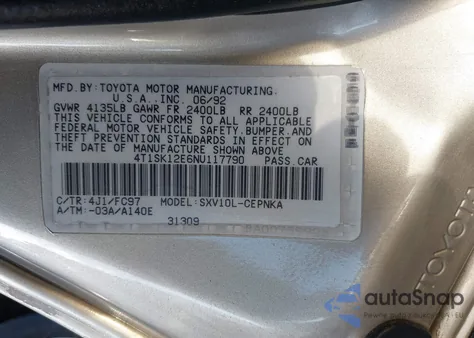 MFD.BY:TOYOTA MOTOR MANUFACTURING,
U.S.A.,INC. 06/92
GVWR 4135LB GAWR FR 2400LB RR 2400LB
THIS VEHICLE CONFORMS TO ALL APPLICABLE
FEDERAL MOTOR VEHICLE SAFETY,BUMPER,AND
THEFT PREVENTION STANDARDS IN EFFECT ON
THE DATE OF MANUFACTURE SHOWN ABOVE.
4T1SK12E6NU117790 PASS.CAR
C/TR:4J1/FC97 MODEL:SXV10L-CEPNKA
A/TM:-03A/A140E
31309
TOYOTA
autoSnap